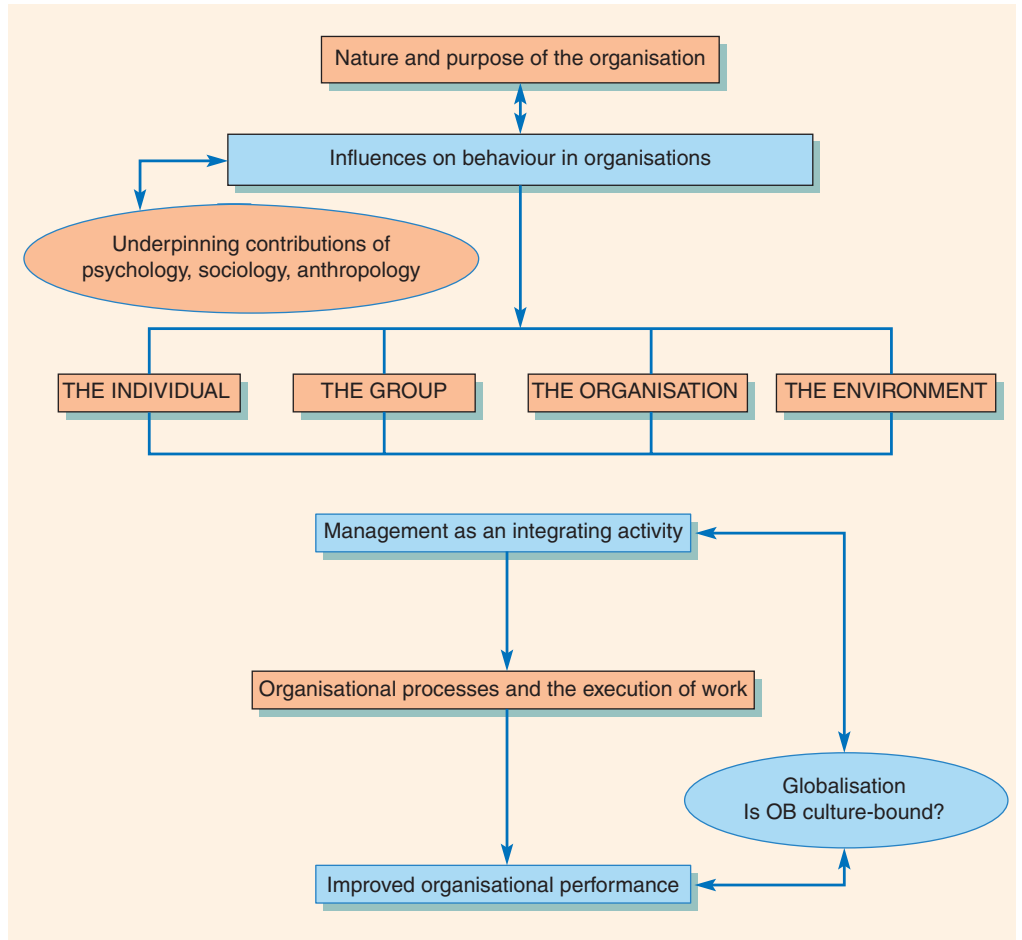 Nature and purpose of the organisation
Influences on behaviour in organisations
Underpinning contributions of
psychology, sociology, anthropology
THE INDIVIDUAL
THE GROUP
THE ORGANISATION
THE ENVIRONMENT
Management as an integrating activity
Organisational processes and the execution of work
Globalisation
Is OB culture-bound?
Improved organisational performance